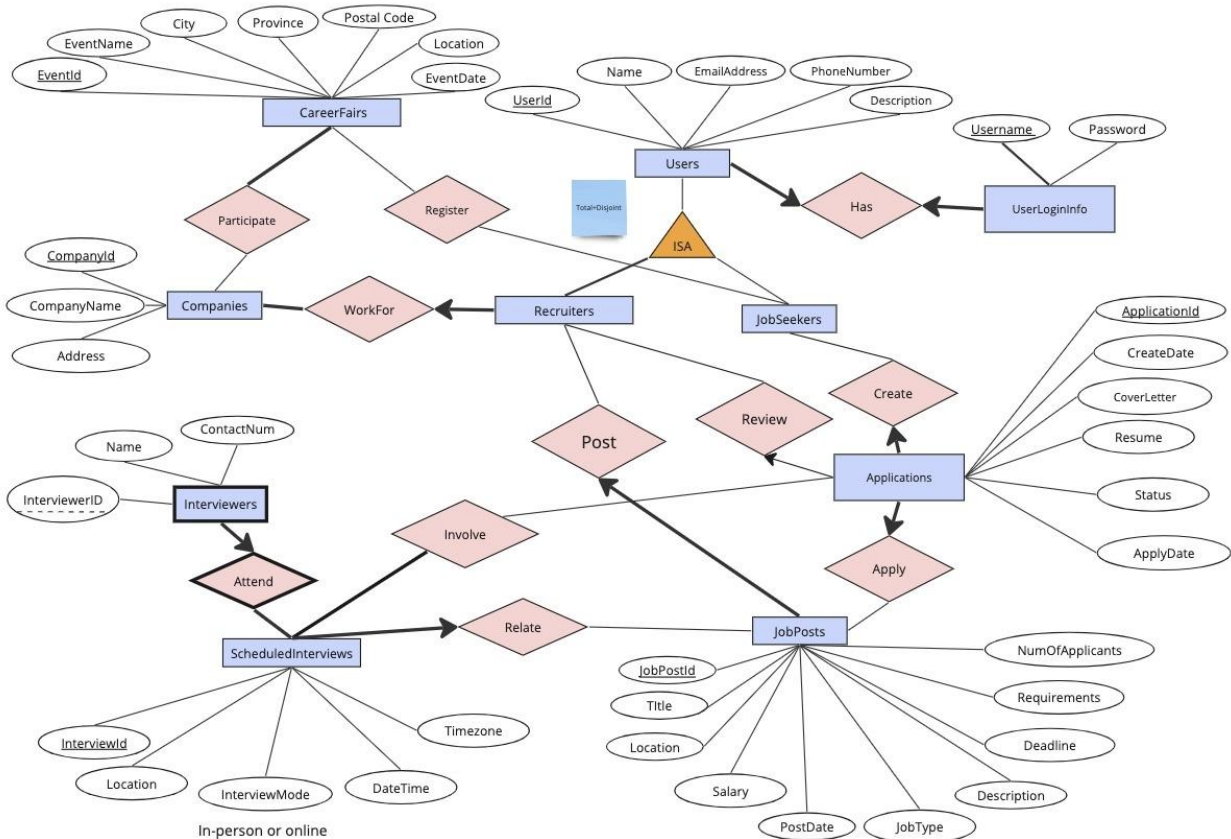 City
Province
Postal Code
EventName
Location
EventId
EventDate
CareerFairs
Name
EmailAddress
PhoneNumber
UserId
Description
Username
Password
Users
Total+Disjoint
Participate
Register
Has
UserLoginInfo
ISA
CompanyId
CompanyName
Companies
WorkFor
Recruiters
JobSeekers
Address
ApplicationId
CreateDate
Create
CoverLetter
Review
Post
Resume
ContactNum
Name
Applications
Status
InterviewerID
Interviewers
Involve
ApplyDate
Attend
Apply
Relate
JobPosts
ScheduledInterviews
NumOfApplicants
JobPostId
TItle
Requirements
Timezone
InterviewId
Location
Deadline
Location
InterviewMode
DateTime
Salary
Description
PostDate
JobType
In-person or online